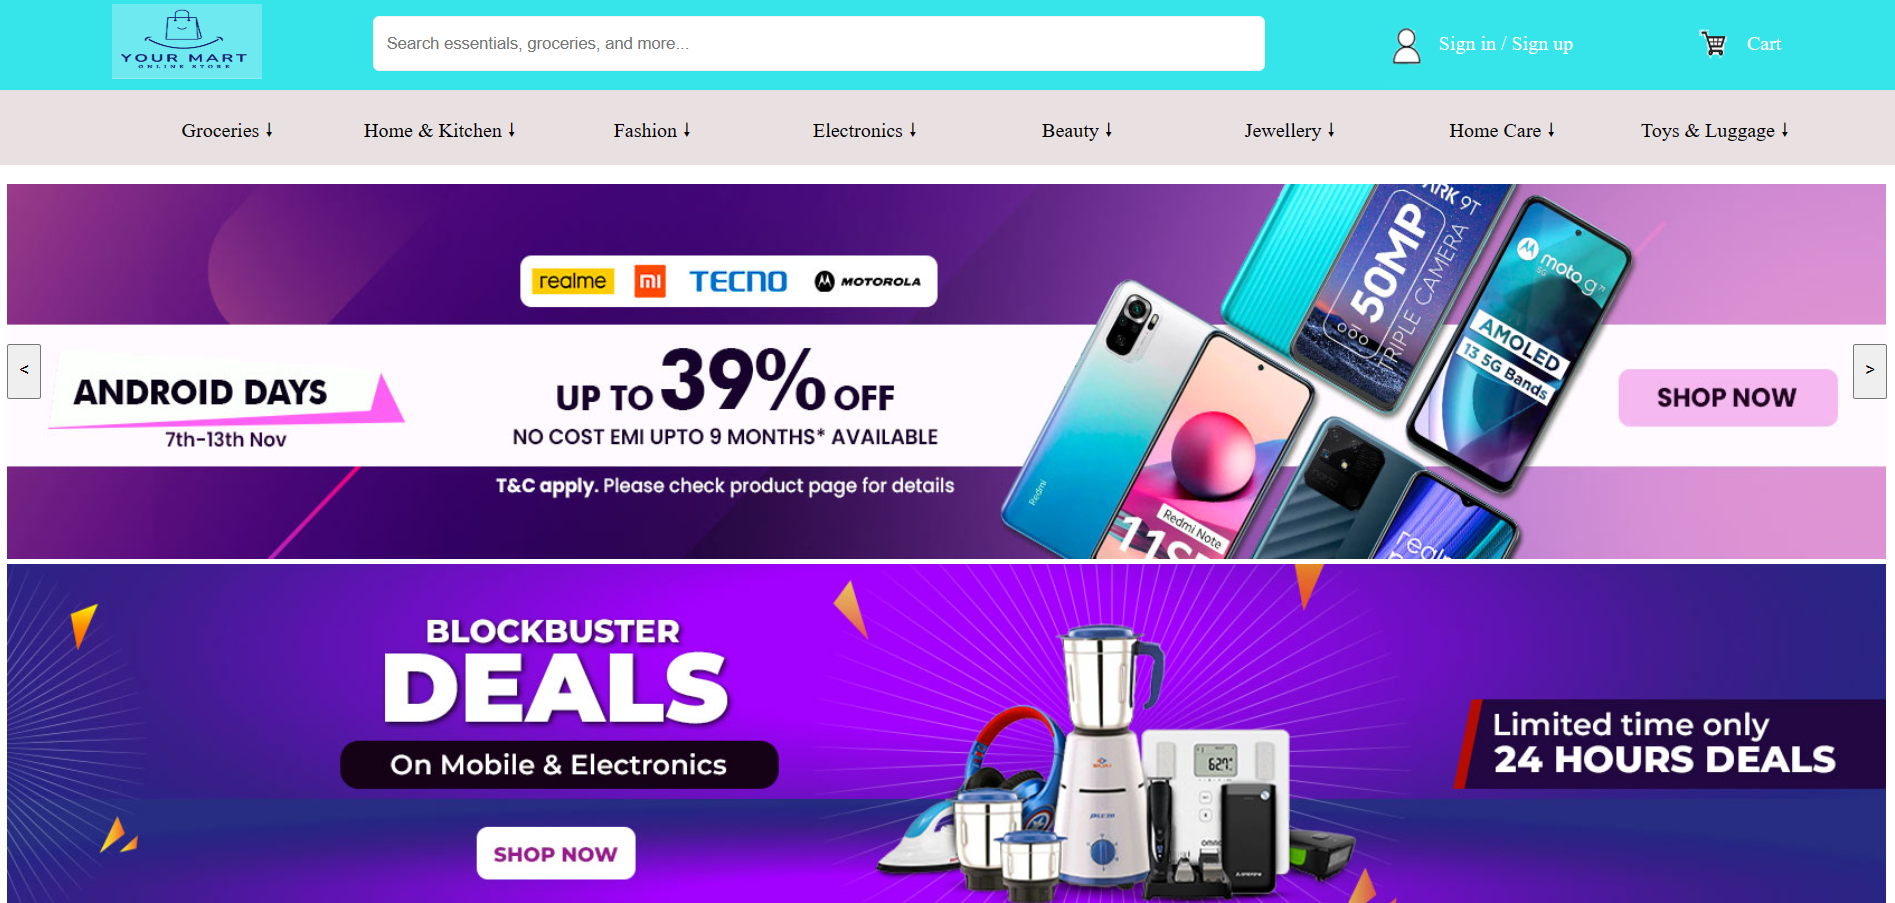 YOUR MART
ONLINE STORE
Search essentials, groceries, and more...
Sign in / Sign up
Cart
Groceries ↓
Home & Kitchen ↓
Fashion ↓
Electronics ↓
Beauty ↓
Jewellery ↓
Home Care ↓
Toys & Luggage ↓
realme
mi
TECNO
MOTOROLA
<
ANDROID DAYS
7th-13th Nov
UP TO 39% OFF
NO COST EMI UPTO 9 MONTHS* AVAILABLE
T&C apply. Please check product page for details
Redmi
Redmi Note
ARK 9T
50MP
TRIPLE CAMERA
moto g71
5G
AMOLED
13 5G Bands
SHOP NOW
>
BLOCKBUSTER
DEALS
On Mobile & Electronics
SHOP NOW
BAJAJ
Limited time only
24 HOURS DEALS